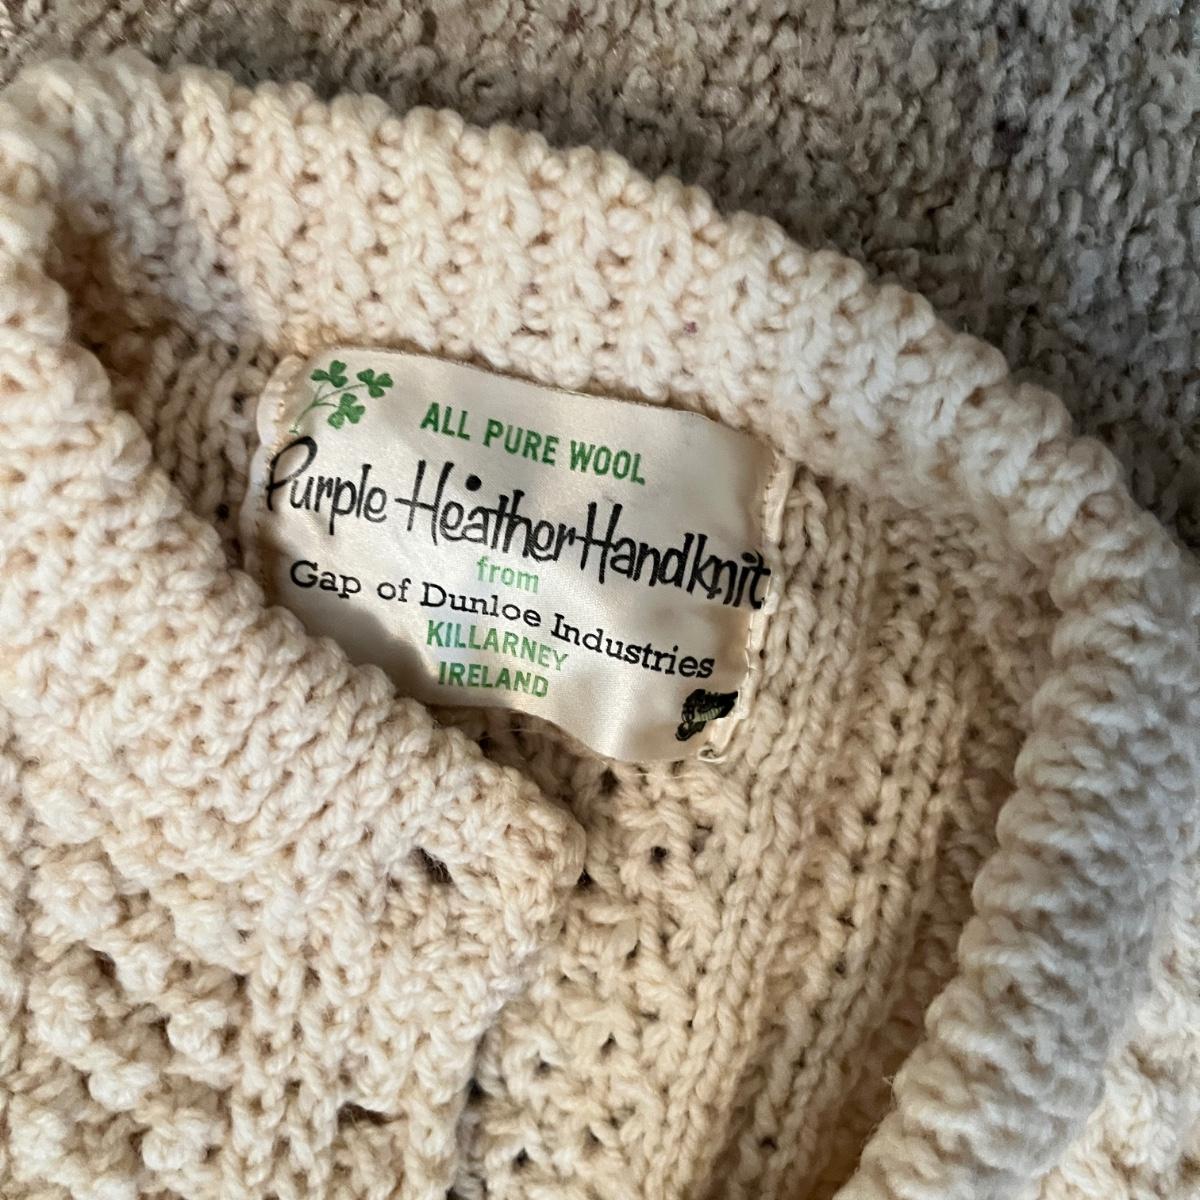 ALL PURE WOOL
Purple Heather Handknit
from
Gap of Dunloe Industries
KILLARNEY
IRELAND